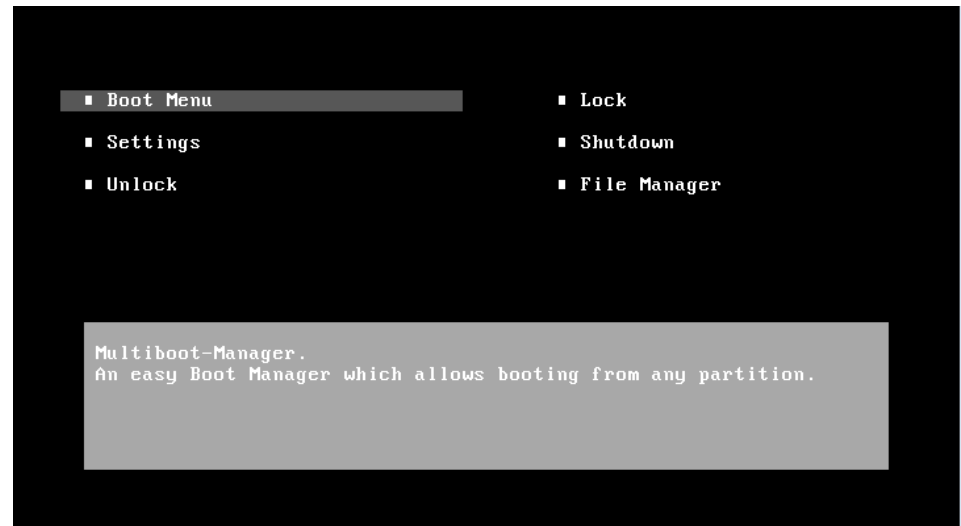 Boot Menu
Lock
Settings
Shutdown
Unlock
File Manager
Multiboot-Manager.
An easy Boot Manager which allows booting from any partition.